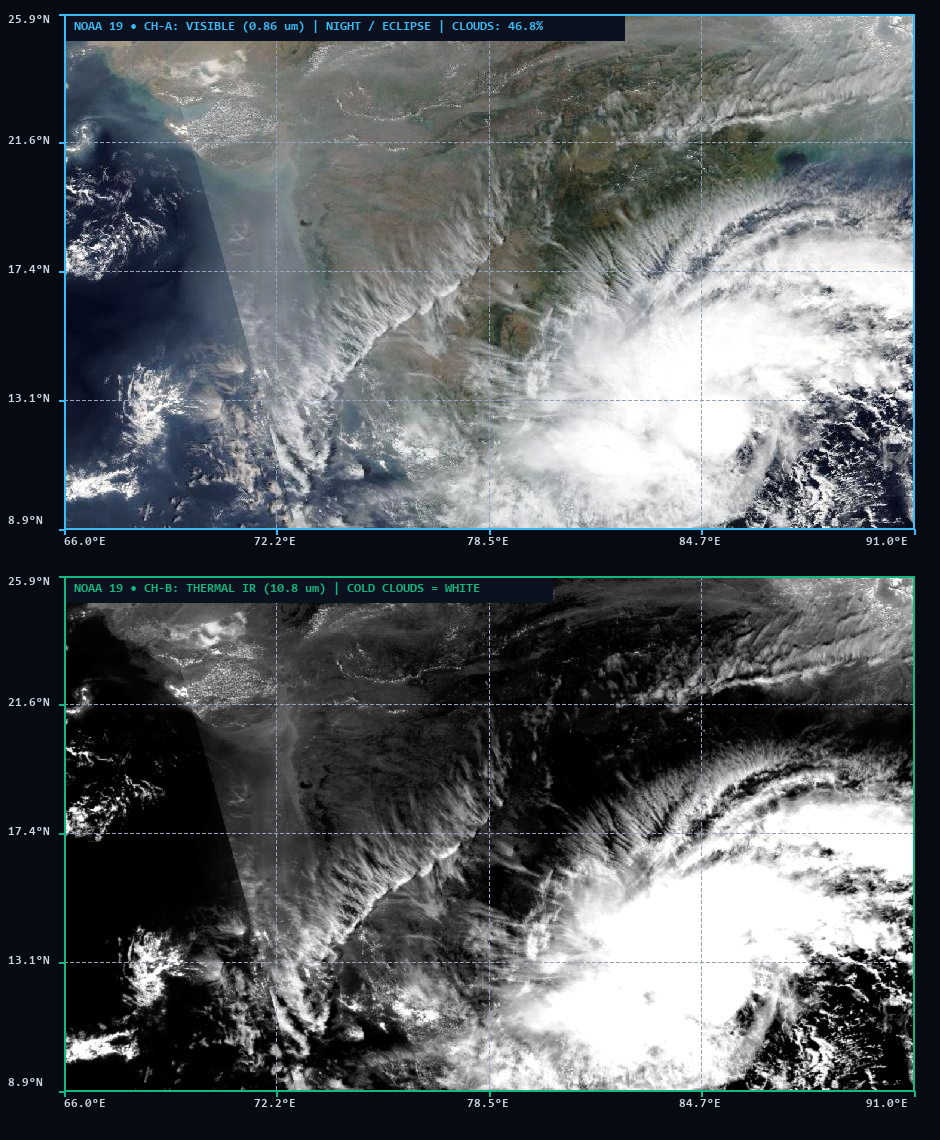 25.9°N
NOAA 19 • CH-A: VISIBLE (0.86 um) | NIGHT / ECLIPSE | CLOUDS: 46.8%
21.6°N
17.4°N
13.1°N
8.9°N
66.0°E 72.2°E 78.5°E 84.7°E 91.0°E
25.9°N
NOAA 19 • CH-B: THERMAL IR (10.8 um) | COLD CLOUDS = WHITE
21.6°N
17.4°N
13.1°N
8.9°N
66.0°E 72.2°E 78.5°E 84.7°E 91.0°E